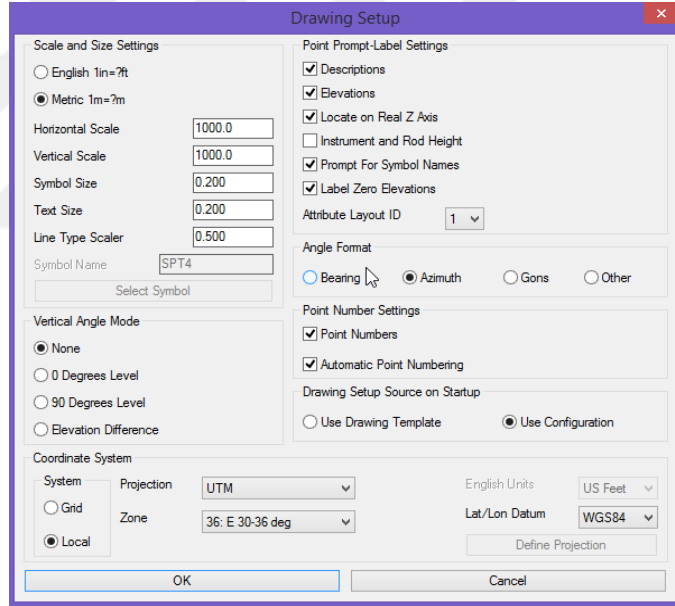 Drawing Setup
Scale and Size Settings
English 1in=?ft
Metric 1m=?m
Horizontal Scale 1000.0
Vertical Scale 1000.0
Symbol Size 0.200
Text Size 0.200
Line Type Scaler 0.500
Symbol Name SPT4
Select Symbol
Vertical Angle Mode
None
0 Degrees Level
90 Degrees Level
Elevation Difference
Point Prompt-Label Settings
Descriptions
Elevations
Locate on Real Z Axis
Instrument and Rod Height
Prompt For Symbol Names
Label Zero Elevations
Attribute Layout ID 1
Angle Format
Bearing Azimuth Gons Other
Point Number Settings
Point Numbers
Automatic Point Numbering
Drawing Setup Source on Startup
Use Drawing Template Use Configuration
Coordinate System
System
Grid
Local
Projection UTM
Zone 36: E 30-36 deg
English Units US Feet
Lat/Lon Datum WGS84
Define Projection
OK Cancel